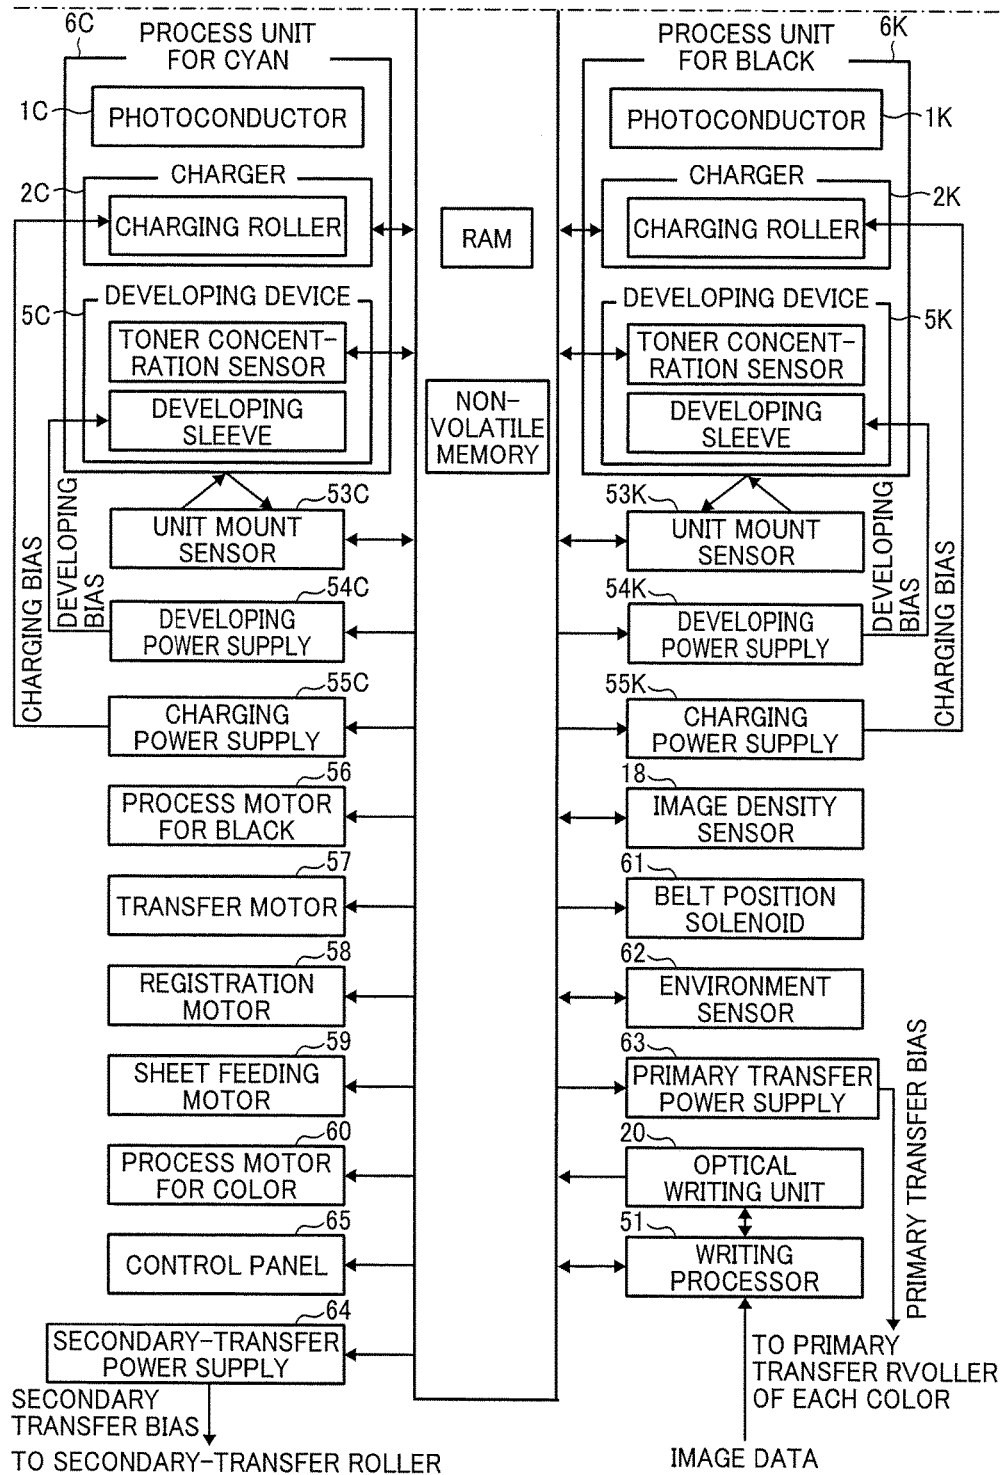 6C
PROCESS UNIT
FOR CYAN
1C
PHOTOCONDUCTOR
CHARGER
2C
CHARGING ROLLER
DEVELOPING DEVICE
5C
TONER CONCENT-
RATION SENSOR
DEVELOPING
SLEEVE
53C
UNIT MOUNT
SENSOR
DEVELOPING
BIAS
CHARGING BIAS
54C
DEVELOPING
POWER SUPPLY
55C
CHARGING
POWER SUPPLY
56
PROCESS MOTOR
FOR BLACK
57
TRANSFER MOTOR
58
REGISTRATION
MOTOR
59
SHEET FEEDING
MOTOR
60
PROCESS MOTOR
FOR COLOR
65
CONTROL PANEL
64
SECONDARY-TRANSFER
POWER SUPPLY
SECONDARY
TRANSFER BIAS
TO SECONDARY-TRANSFER ROLLER
RAM
NON-
VOLATILE
MEMORY
6K
PROCESS UNIT
FOR BLACK
PHOTOCONDUCTOR
1K
CHARGER
2K
CHARGING ROLLER
DEVELOPING DEVICE
5K
TONER CONCENT-
RATION SENSOR
DEVELOPING
SLEEVE
53K
UNIT MOUNT
SENSOR
DEVELOPING
BIAS
CHARGING BIAS
54K
DEVELOPING
POWER SUPPLY
55K
CHARGING
POWER SUPPLY
18
IMAGE DENSITY
SENSOR
61
BELT POSITION
SOLENOID
62
ENVIRONMENT
SENSOR
63
PRIMARY TRANSFER
POWER SUPPLY
PRIMARY TRANSFER BIAS
20
OPTICAL
WRITING UNIT
51
WRITING
PROCESSOR
TO PRIMARY
TRANSFER RVOLLER
OF EACH COLOR
IMAGE DATA